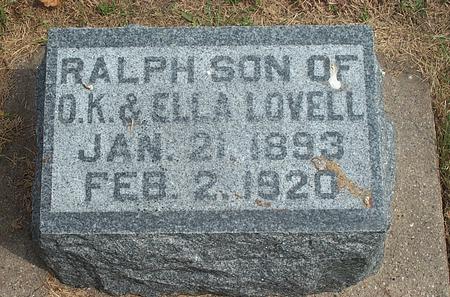 RALPH SON OF
O.K. & ELLA LOVELL
JAN. 21. 1893
FEB. 2. 1920